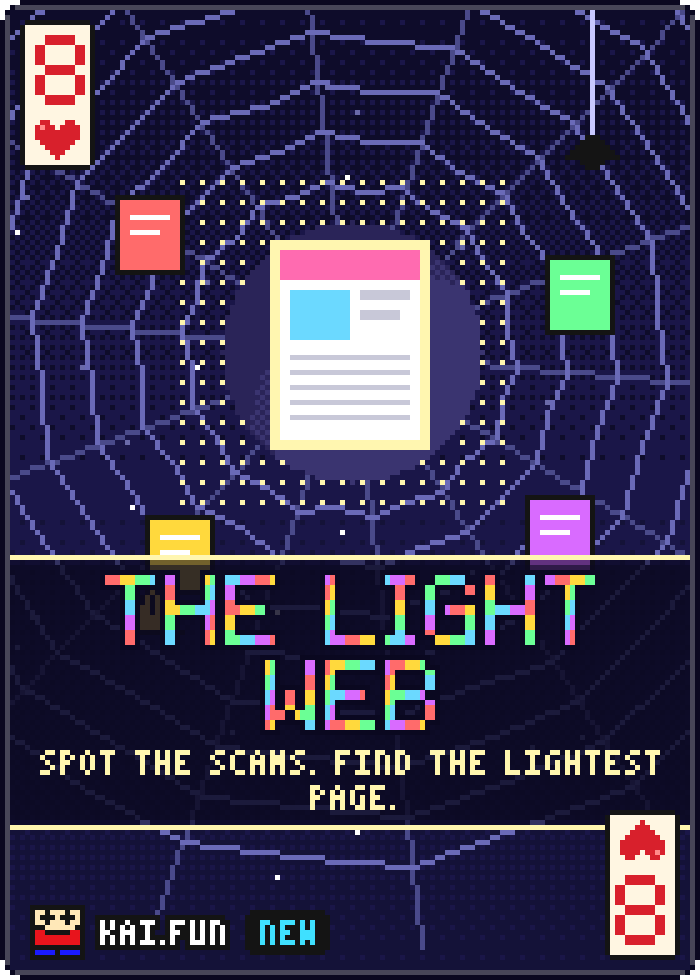 8
THE LIGHT
WEB
SPOT THE SCAMS. FIND THE LIGHTEST
PAGE.
KAI.FUN NEW
8